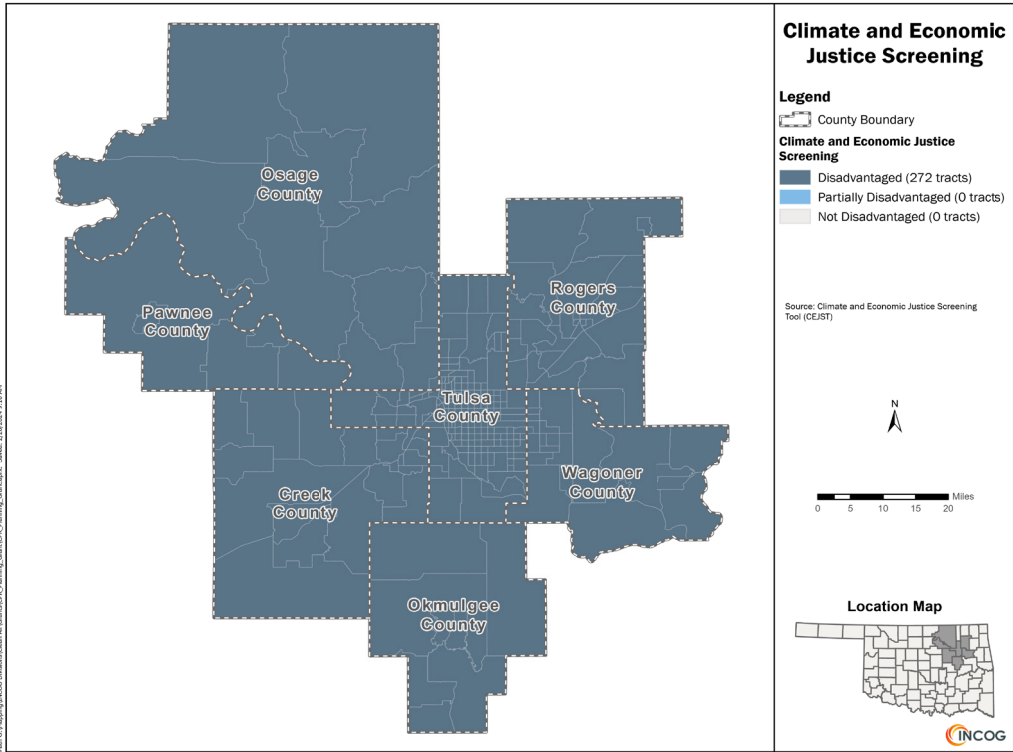 Climate and Economic
Justice Screening
Legend
County Boundary
Climate and Economic Justice
Screening
Disadvantaged (272 tracts)
Partially Disadvantaged (0 tracts)
Not Disadvantaged (0 tracts)
Source: Climate and Economic Justice Screening
Tool (CEJST)
N
Miles
0 5 10 15 20
Location Map
INCOG
Osage
County
Rogers
County
Pawnee
County
Tulsa
County
Wagoner
County
Creek
County
Okmulgee
County